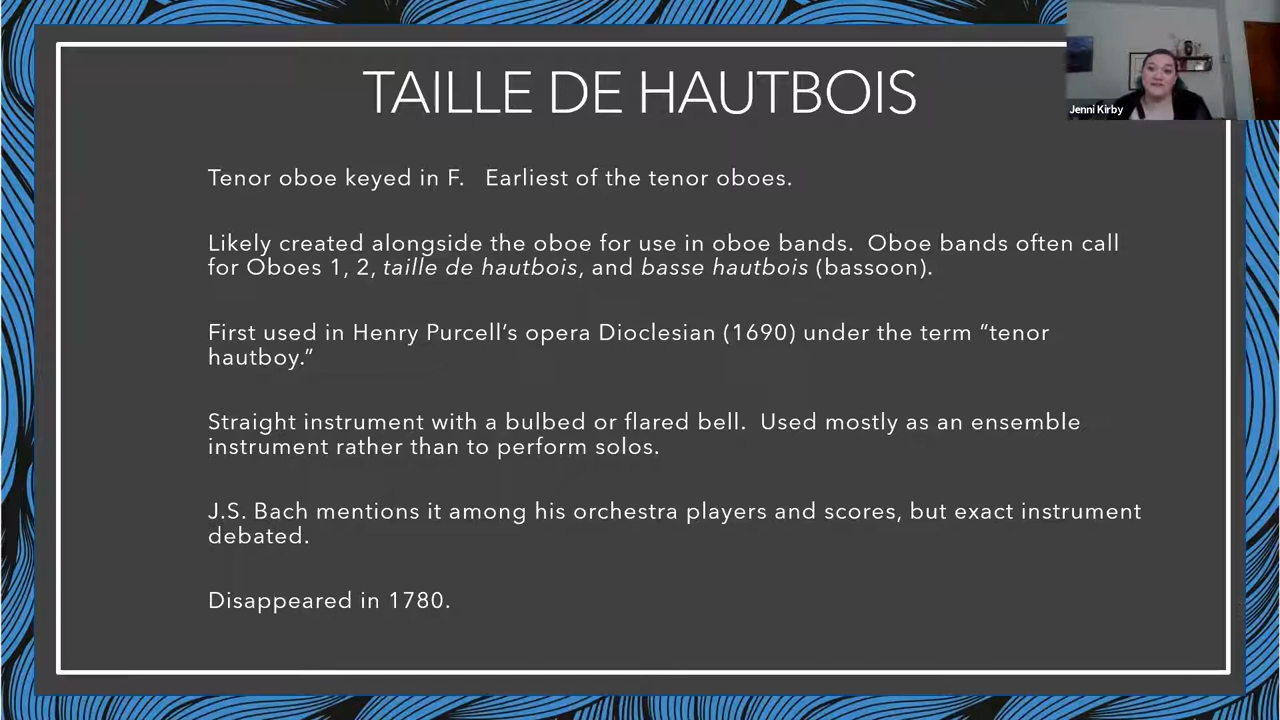 TAILLE DE HAUTBOIS
Jenni Kirby
Tenor oboe keyed in F.   Earliest of the tenor oboes.
Likely created alongside the oboe for use in oboe bands.  Oboe bands often call
for Oboes 1, 2, taille de hautbois, and basse hautbois (bassoon).
First used in Henry Purcell’s opera Dioclesian (1690) under the term “tenor
hautboy.”
Straight instrument with a bulbed or flared bell.  Used mostly as an ensemble
instrument rather than to perform solos.
J.S. Bach mentions it among his orchestra players and scores, but exact instrument
debated.
Disappeared in 1780.